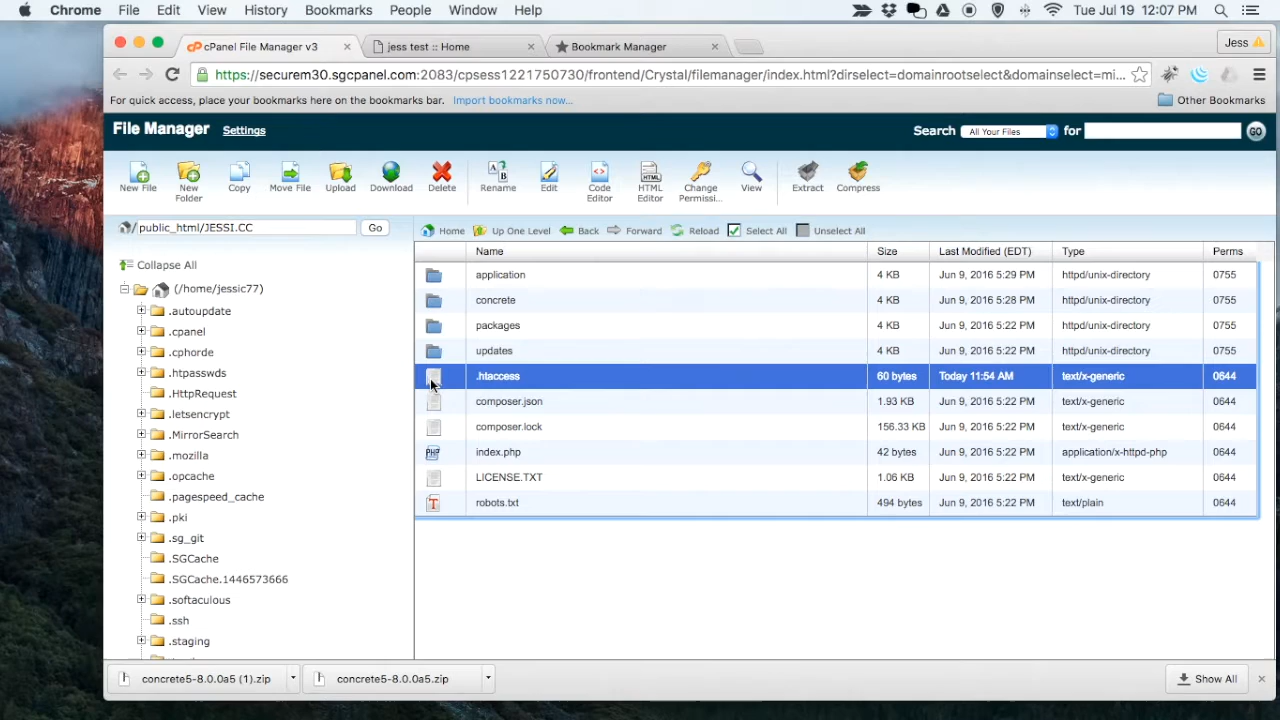 Chrome File Edit View History Bookmarks People Window Help Tue Jul 19 12:07 PM
cPanel File Manager v3 jess test :: Home Bookmark Manager Jess
https://securem30.sgcpanel.com:2083/cpsess1221750730/frontend/Crystal/filemanager/index.html?dirselect=domainrootselect&domainselect=mi...
For quick access, place your bookmarks here on the bookmarks bar. Import bookmarks now... Other Bookmarks
File Manager Settings Search All Your Files for GO
New File New Folder Copy Move File Upload Download Delete Rename Edit Code Editor HTML Editor Change Permissi... View Extract Compress
/ public_html/JESSI.CC Go
Home Up One Level Back Forward Reload Select All Unselect All
Collapse All
(/home/jessic77)
.autoupdate
.cpanel
.cphorde
.htpasswds
.HttpRequest
.letsencrypt
.MirrorSearch
.mozilla
.opcache
.pagespeed_cache
.pki
.sg_git
.SGCache
.SGCache.1446573666
.softaculous
.ssh
.staging
Name Size Last Modified (EDT) Type Perms
application 4 KB Jun 9, 2016 5:29 PM httpd/unix-directory 0755
concrete 4 KB Jun 9, 2016 5:28 PM httpd/unix-directory 0755
packages 4 KB Jun 9, 2016 5:22 PM httpd/unix-directory 0755
updates 4 KB Jun 9, 2016 5:22 PM httpd/unix-directory 0755
.htaccess 60 bytes Today 11:54 AM text/x-generic 0644
composer.json 1.93 KB Jun 9, 2016 5:22 PM text/x-generic 0644
composer.lock 156.33 KB Jun 9, 2016 5:22 PM text/x-generic 0644
index.php 42 bytes Jun 9, 2016 5:22 PM application/x-httpd-php 0644
LICENSE.TXT 1.06 KB Jun 9, 2016 5:22 PM text/x-generic 0644
robots.txt 494 bytes Jun 9, 2016 5:22 PM text/plain 0644
concrete5-8.0.0a5 (1).zip concrete5-8.0.0a5.zip Show All